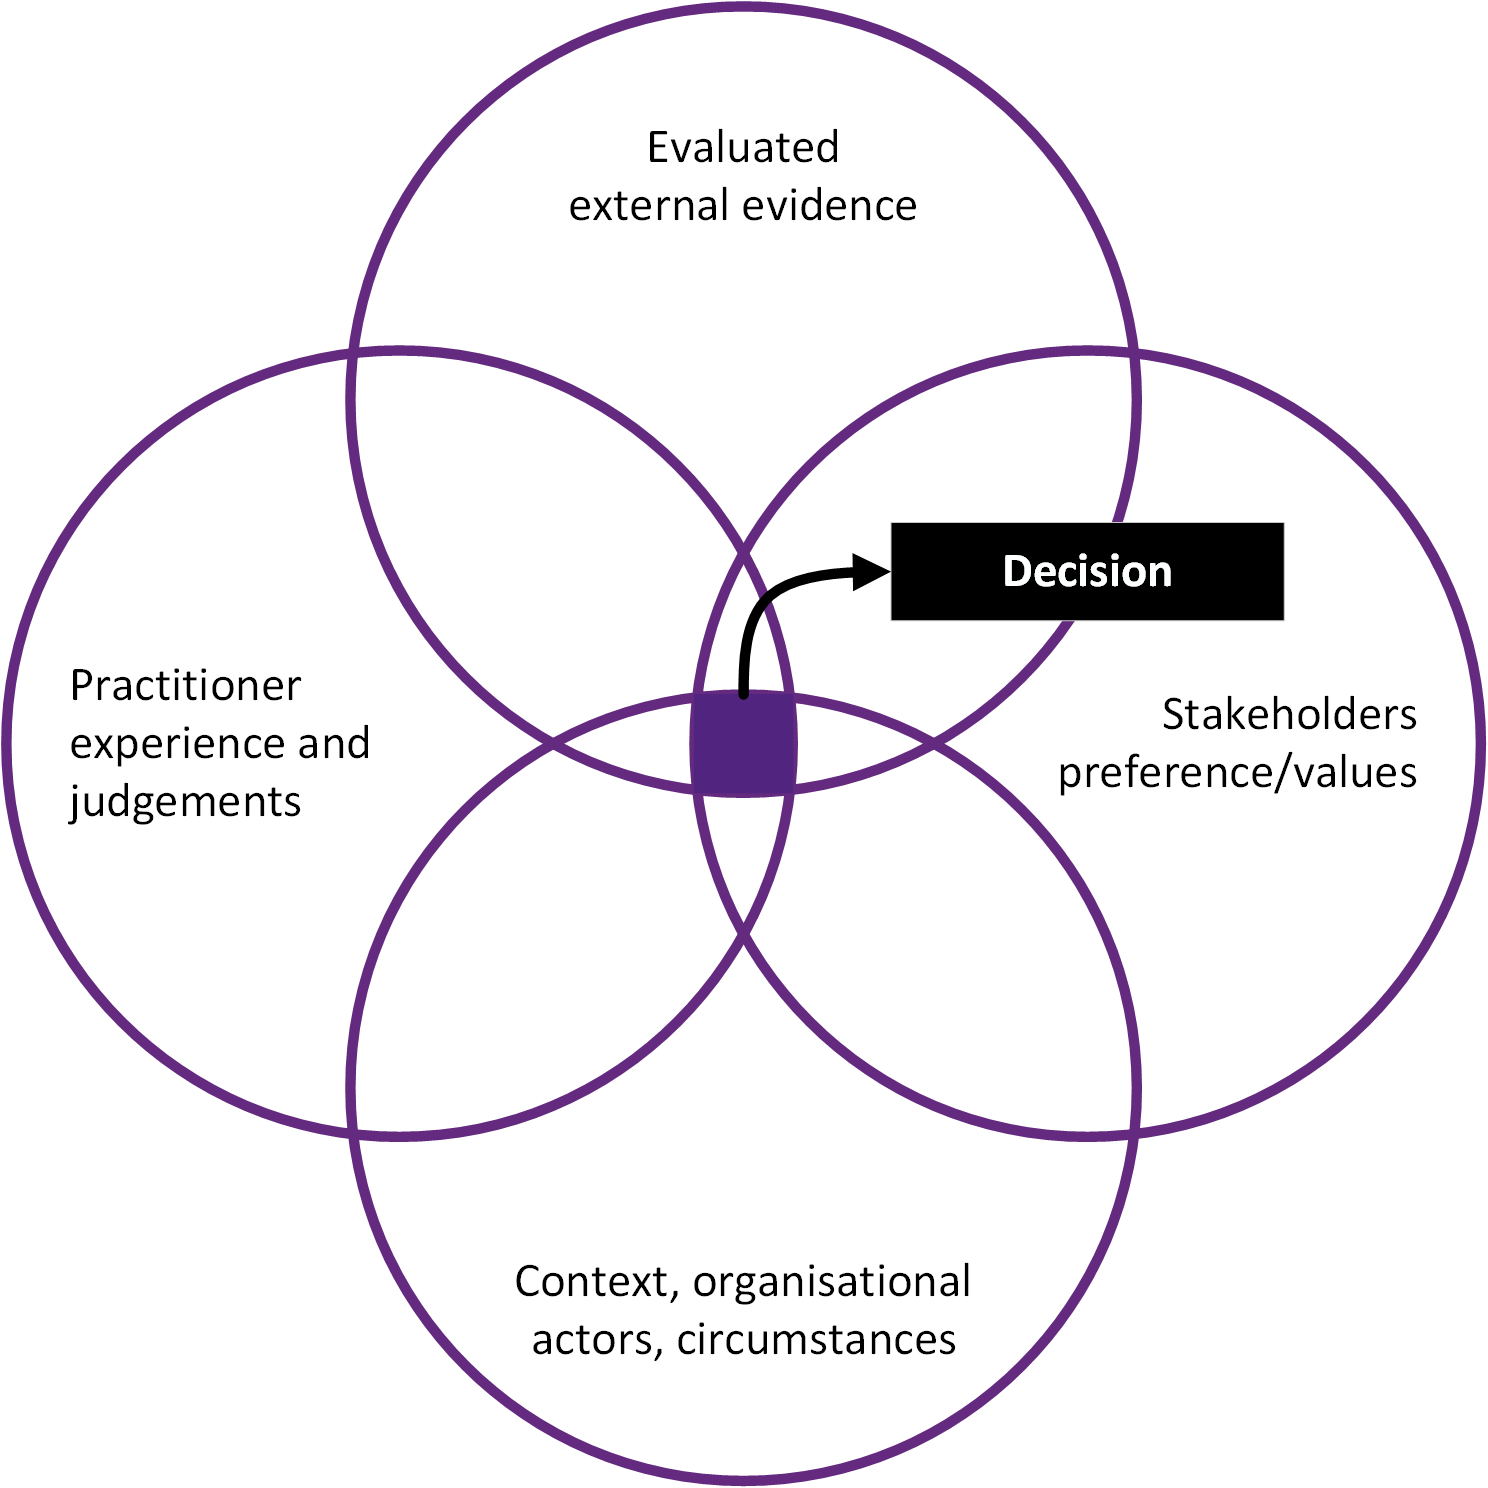 Evaluated
external evidence
Decision
Practitioner
experience and
judgements
Stakeholders
preference/values
Context, organisational
actors, circumstances